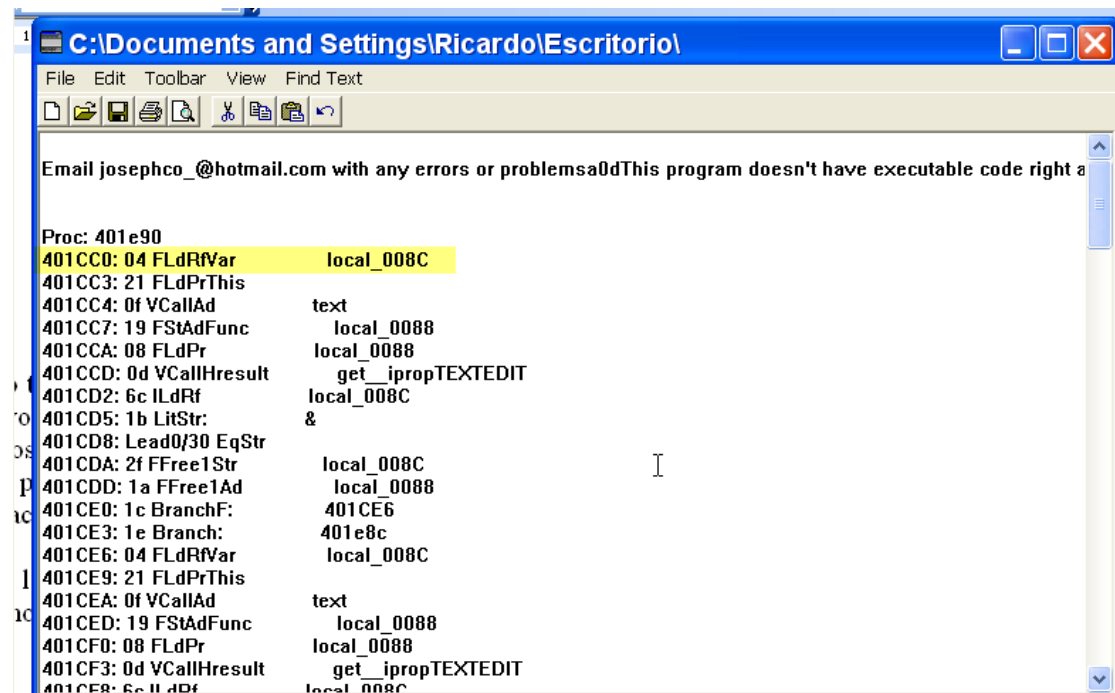 C:\Documents and Settings\Ricardo\Escritorio\
File Edit Toolbar View Find Text
Email josephco_@hotmail.com with any errors or problemsa0dThis program doesn't have executable code right a
Proc: 401e90
401CC0: 04 FLdRfVar local_008C
401CC3: 21 FLdPrThis
401CC4: 0f VCallAd text
401CC7: 19 FStAdFunc local_0088
401CCA: 08 FLdPr local_0088
401CCD: 0d VCallHresult get__ipropTEXTEDIT
401CD2: 6c ILdRf local_008C
401CD5: 1b LitStr: &
401CD8: Lead0/30 EqStr
401CDA: 2f FFree1Str local_008C
401CDD: 1a FFree1Ad local_0088
401CE0: 1c BranchF: 401CE6
401CE3: 1e Branch: 401e8c
401CE6: 04 FLdRfVar local_008C
401CE9: 21 FLdPrThis
401CEA: 0f VCallAd text
401CED: 19 FStAdFunc local_0088
401CF0: 08 FLdPr local_0088
401CF3: 0d VCallHresult get__ipropTEXTEDIT
401CF8: 6c ILdRf local_008C